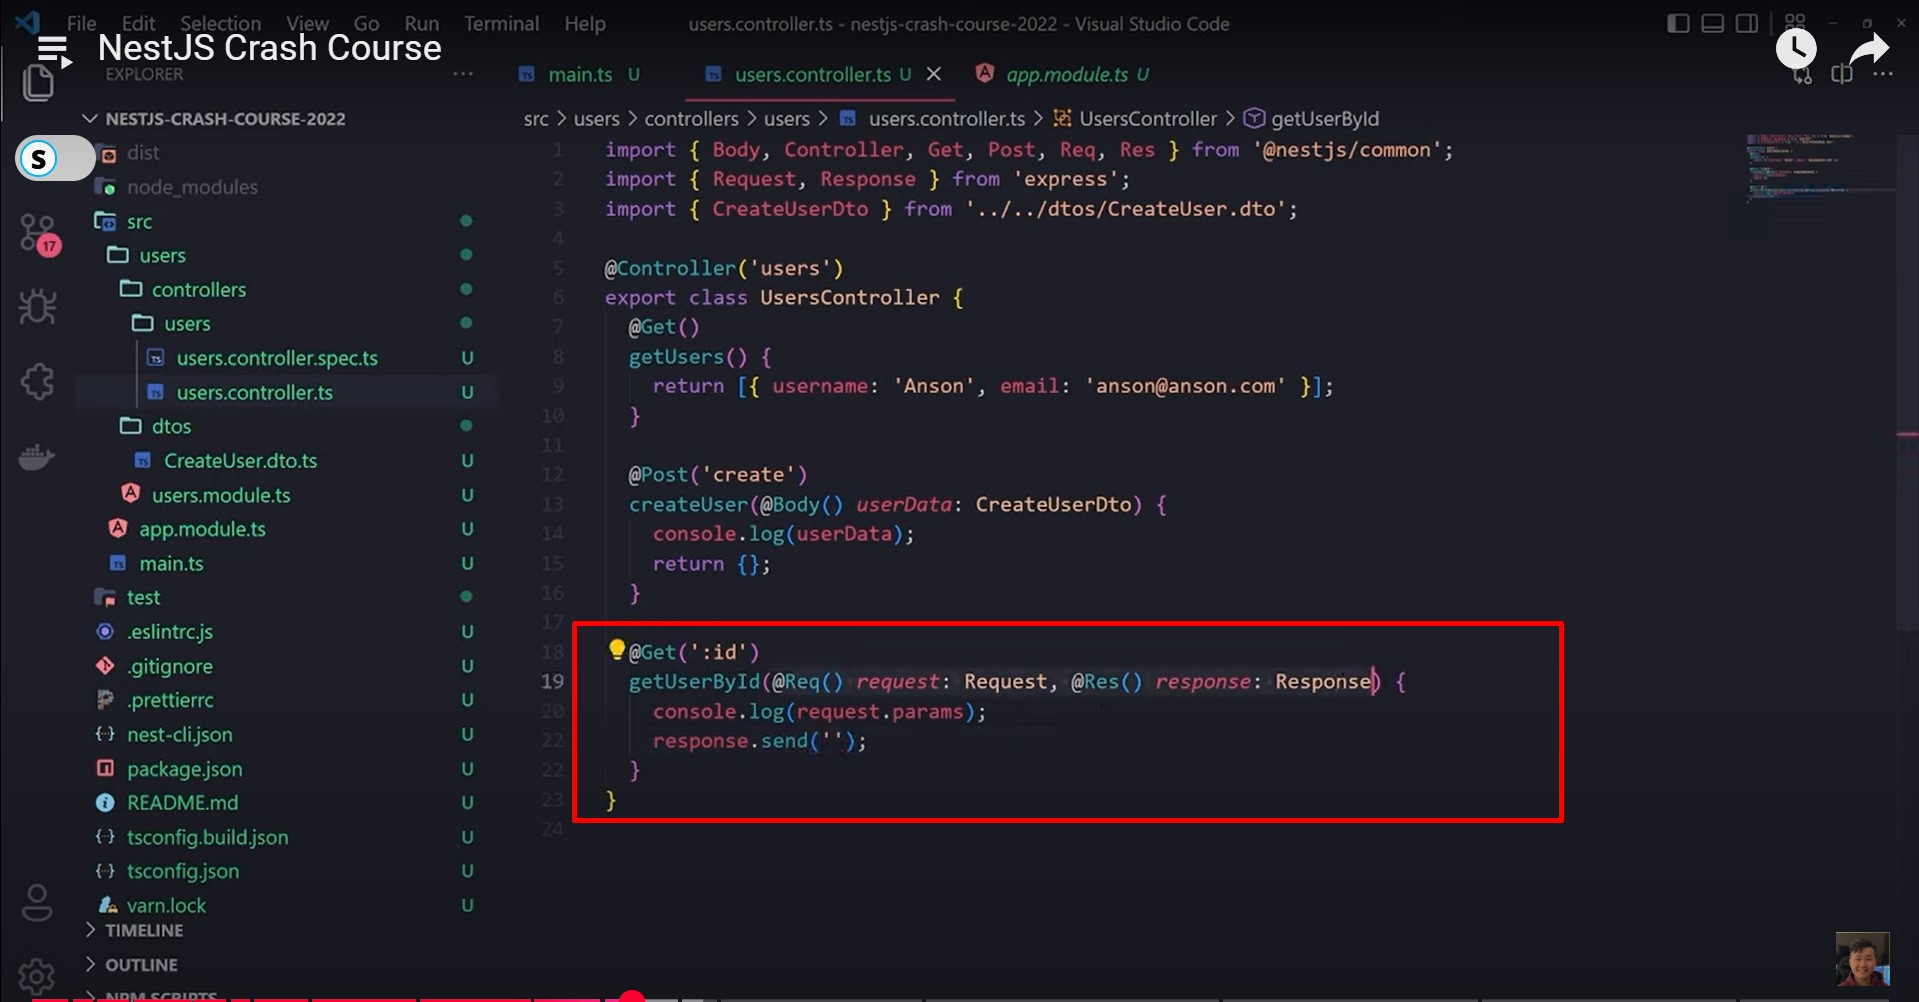 File Edit Selection View Go Run Terminal Help
users.controller.ts - nestjs-crash-course-2022 - Visual Studio Code
NestJS Crash Course
EXPLORER
main.ts U
users.controller.ts U
app.module.ts U
NESTJS-CRASH-COURSE-2022
src > users > controllers > users > users.controller.ts > UsersController > getUserById
S
17
dist
node_modules
src
users
controllers
users
users.controller.spec.ts U
users.controller.ts U
dtos
CreateUser.dto.ts U
users.module.ts U
app.module.ts U
main.ts U
test
.eslintrc.js U
.gitignore U
.prettierrc U
nest-cli.json U
package.json U
README.md U
tsconfig.build.json U
tsconfig.json U
yarn.lock U
TIMELINE
OUTLINE
NPM SCRIPTS
1 import { Body, Controller, Get, Post, Req, Res } from '@nestjs/common';
2 import { Request, Response } from 'express';
3 import { CreateUserDto } from '../../dtos/CreateUser.dto';
4
5 @Controller('users')
6 export class UsersController {
7 @Get()
8 getUsers() {
9 return [{ username: 'Anson', email: 'anson@anson.com' }];
10 }
11
12 @Post('create')
13 createUser(@Body() userData: CreateUserDto) {
14 console.log(userData);
15 return {};
16 }
17
18 @Get(':id')
19 getUserById(@Req() request: Request, @Res() response: Response) {
20 console.log(request.params);
22 response.send('');
22 }
23 }
24